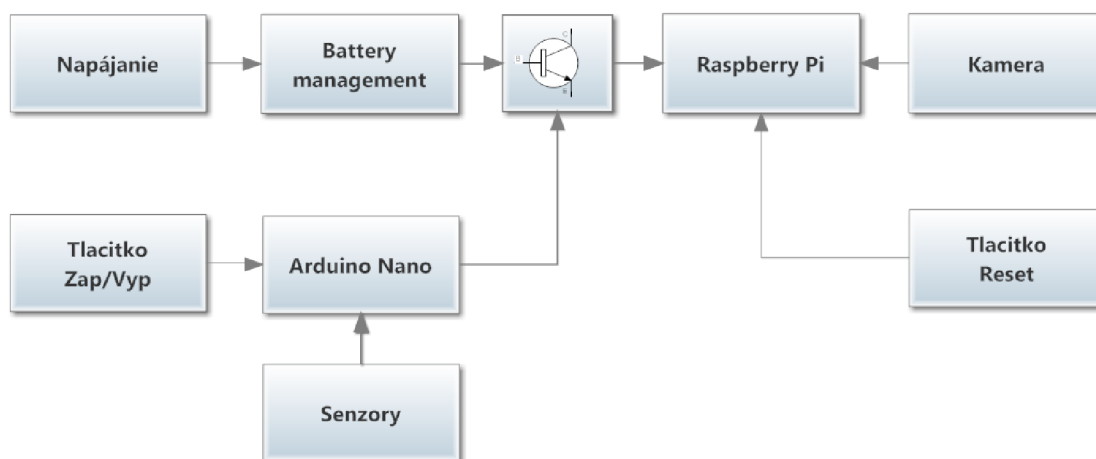 Napájanie
Battery
management
C
B
E
Raspberry Pi
Kamera
Tlacitko
Zap/Vyp
Arduino Nano
Tlacitko
Reset
Senzory